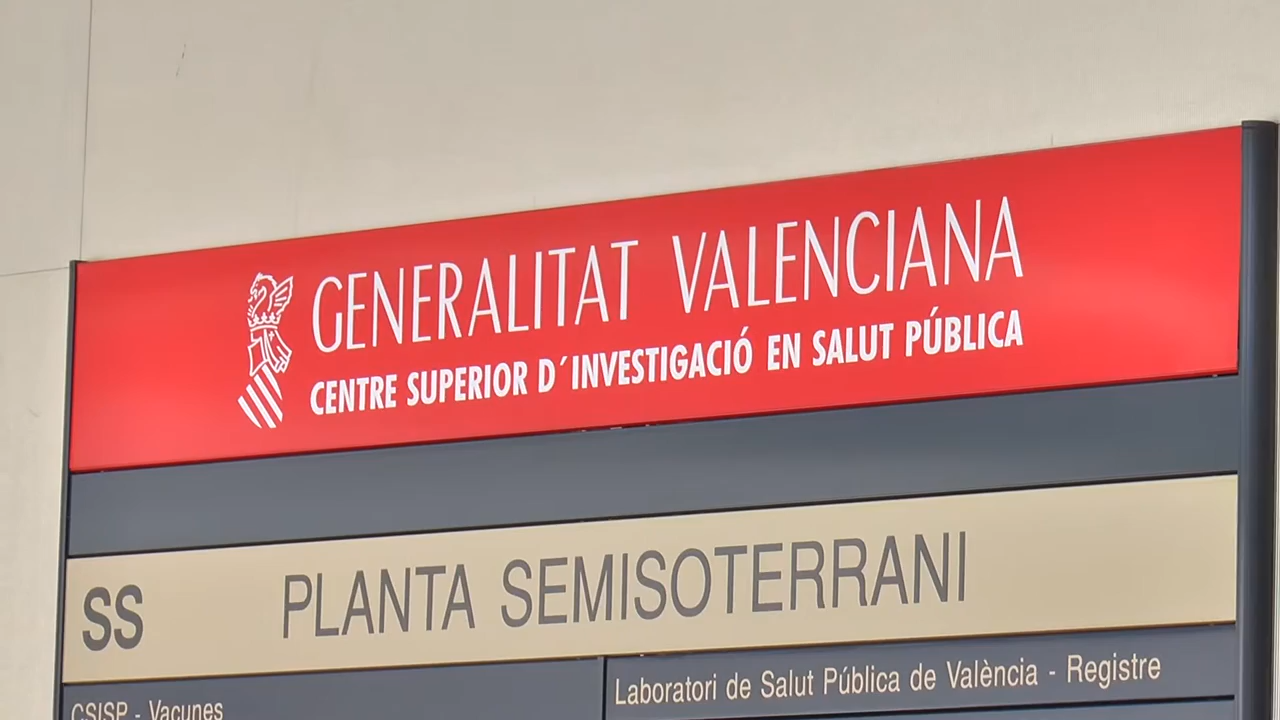 GENERALITAT VALENCIANA
CENTRE SUPERIOR D´INVESTIGACIÓ EN SALUT PÚBLICA
SS PLANTA SEMISOTERRANI
CSISP - Vacunes
Laboratori de Salut Pública de València - Registre